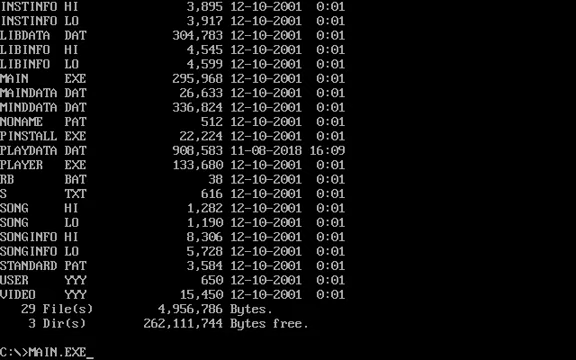 INSTINFO HI 3,895 12-10-2001 0:01
INSTINFO LO 3,917 12-10-2001 0:01
LIBDATA DAT 304,783 12-10-2001 0:01
LIBINFO HI 4,545 12-10-2001 0:01
LIBINFO LO 4,599 12-10-2001 0:01
MAIN EXE 295,968 12-10-2001 0:01
MAINDATA DAT 26,633 12-10-2001 0:01
MINDDATA DAT 336,824 12-10-2001 0:01
NONAME PAT 512 12-10-2001 0:01
PINSTALL EXE 22,224 12-10-2001 0:01
PLAYDATA DAT 908,583 11-08-2018 16:09
PLAYER EXE 133,680 12-10-2001 0:01
RB BAT 38 12-10-2001 0:01
S TXT 616 12-10-2001 0:01
SONG HI 1,282 12-10-2001 0:01
SONG LO 1,190 12-10-2001 0:01
SONGINFO HI 8,306 12-10-2001 0:01
SONGINFO LO 5,728 12-10-2001 0:01
STANDARD PAT 3,584 12-10-2001 0:01
USER YYY 650 12-10-2001 0:01
VIDEO YYY 15,450 12-10-2001 0:01
29 File(s) 4,956,786 Bytes.
3 Dir(s) 262,111,744 Bytes free.
C:\>MAIN.EXE_